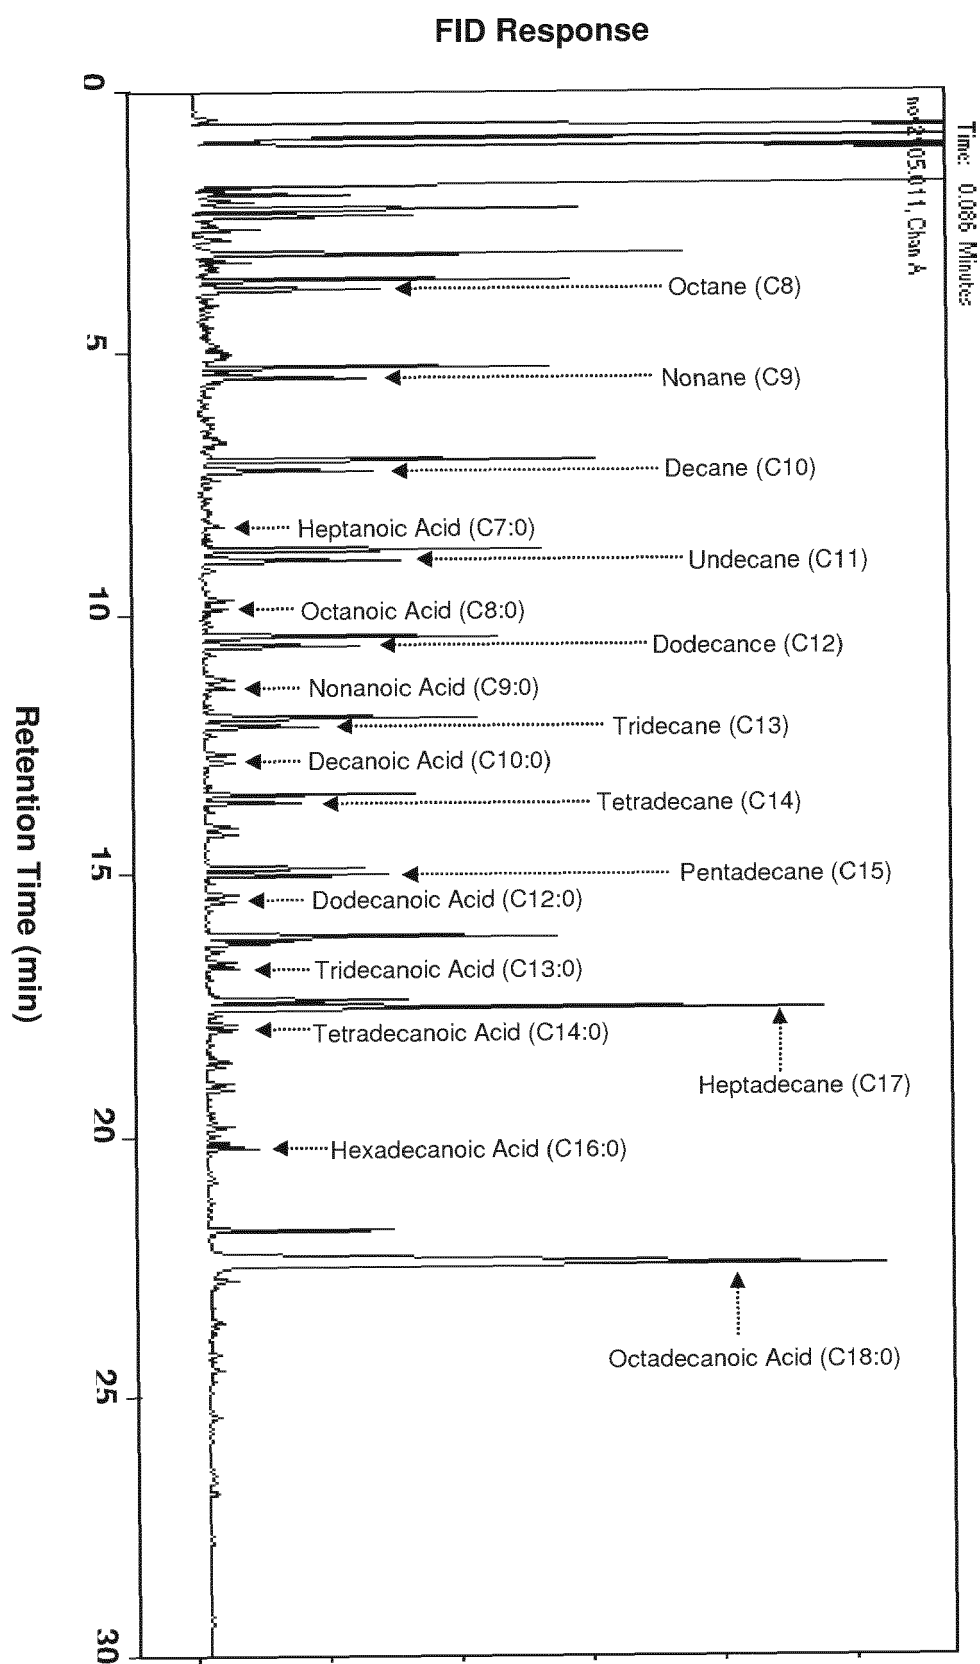 FID Response
Time: 0.086 Minutes
Chan A
0
Octane (C8)
5
Nonane (C9)
Decane (C10)
Heptanoic Acid (C7:0)
Undecane (C11)
10
Octanoic Acid (C8:0)
Dodecance (C12)
Nonanoic Acid (C9:0)
Tridecane (C13)
Decanoic Acid (C10:0)
Tetradecane (C14)
15
Pentadecane (C15)
Dodecanoic Acid (C12:0)
Tridecanoic Acid (C13:0)
Tetradecanoic Acid (C14:0)
Heptadecane (C17)
20
Hexadecanoic Acid (C16:0)
Octadecanoic Acid (C18:0)
25
30
Retention Time (min)